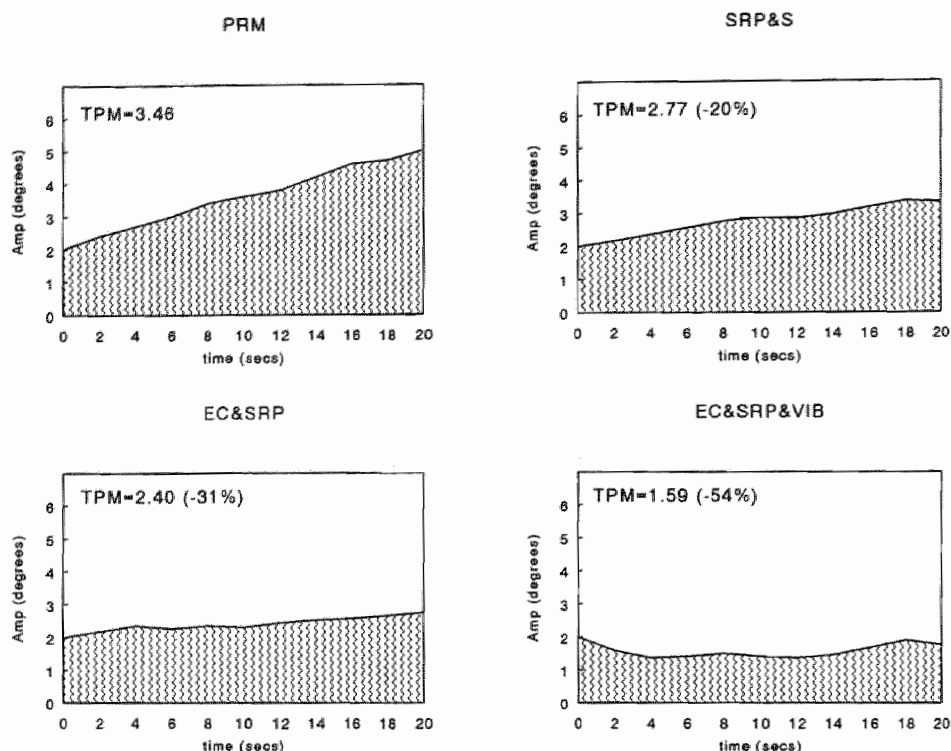 PRM
TPM=3.46
Amp (degrees)
6
5
4
3
2
1
0
0 2 4 6 8 10 12 14 16 18 20
time (secs)
SRP&S
TPM=2.77 (-20%)
Amp (degrees)
6
5
4
3
2
1
0
0 2 4 6 8 10 12 14 16 18 20
time (secs)
EC&SRP
TPM=2.40 (-31%)
Amp (degrees)
6
5
4
3
2
1
0
0 2 4 6 8 10 12 14 16 18 20
time (secs)
EC&SRP&VIB
TPM=1.59 (-54%)
Amp (degrees)
6
5
4
3
2
1
0
0 2 4 6 8 10 12 14 16 18 20
time (secs)